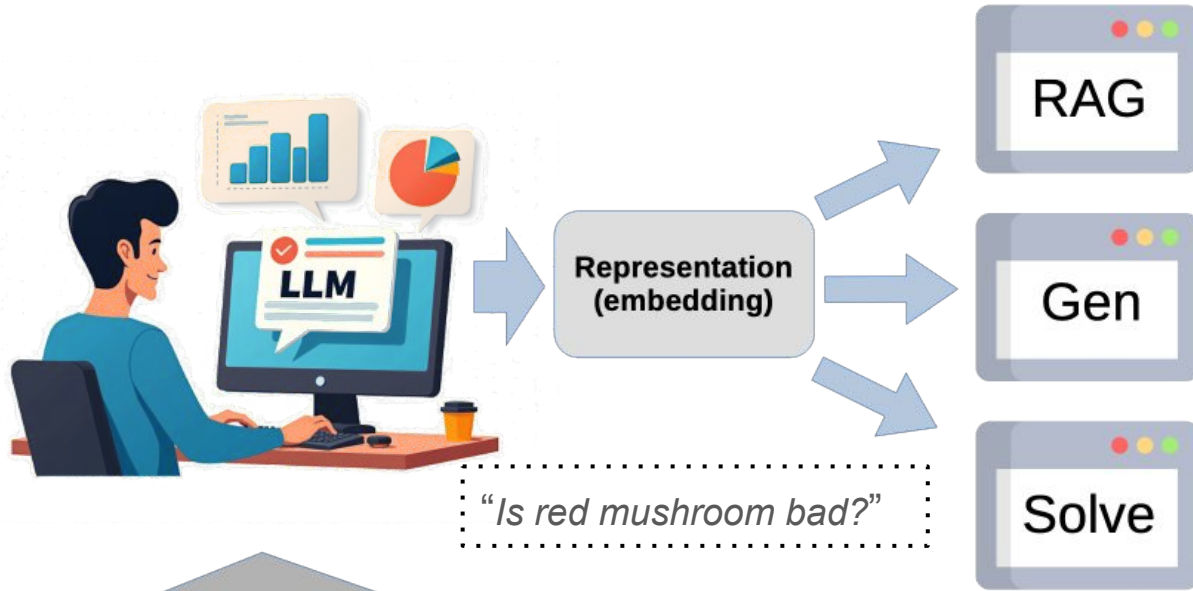 LLM
Representation
(embedding)
RAG
Gen
Solve
“Is red mushroom bad?”